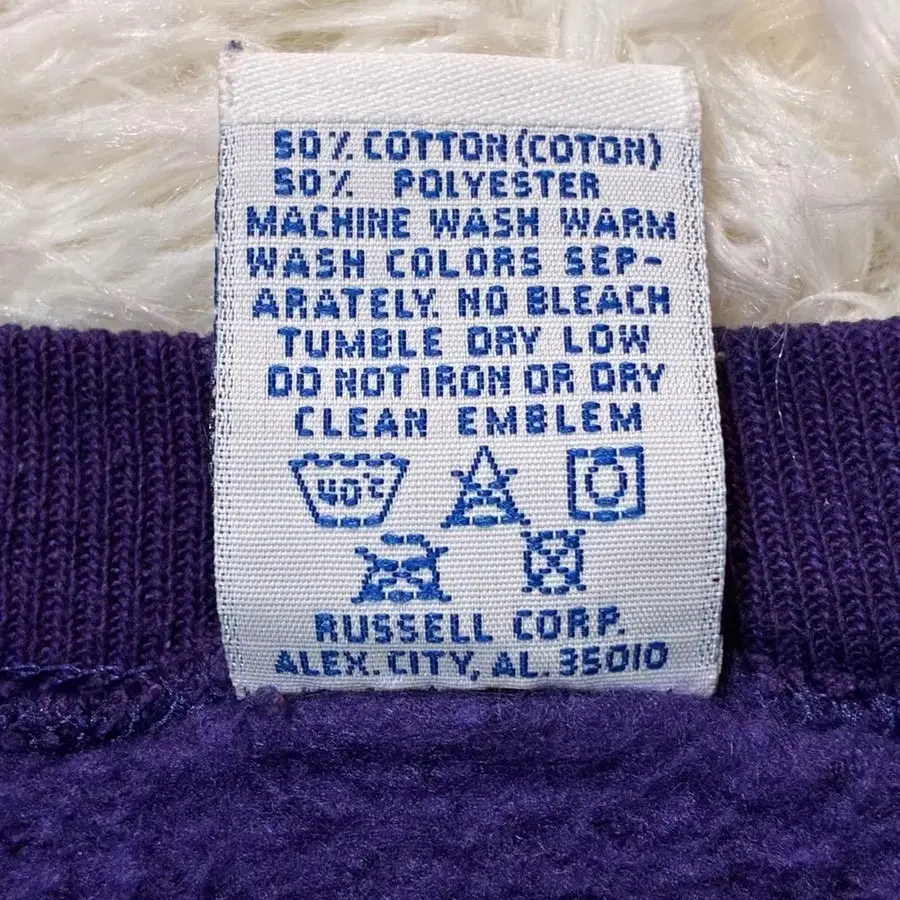 50% COTTON (COTON)
50% POLYESTER
MACHINE WASH WARM
WASH COLORS SEP-
ARATELY. NO BLEACH
TUMBLE DRY LOW
DO NOT IRON OR DRY
CLEAN EMBLEM
40°C
RUSSELL CORP.
ALEX. CITY, AL. 35010